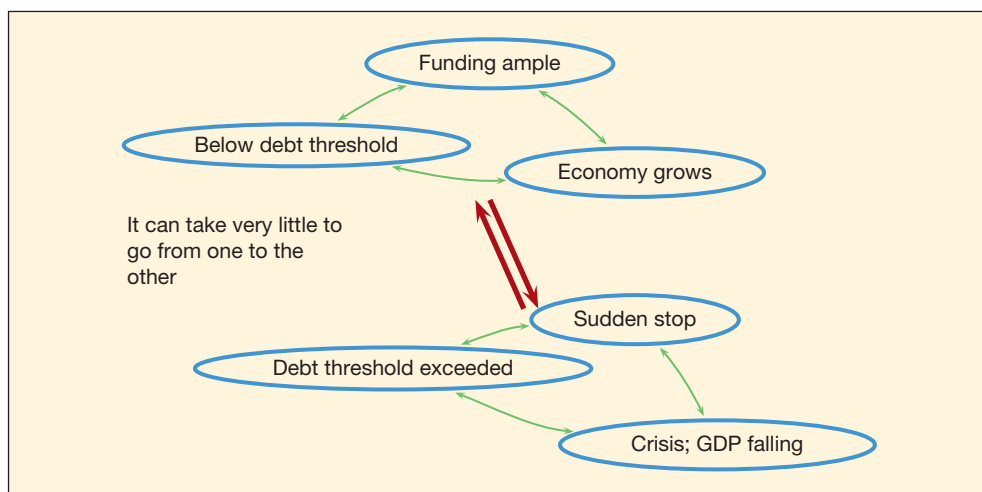 Funding ample
Below debt threshold
Economy grows
It can take very little to
go from one to the
other
Sudden stop
Debt threshold exceeded
Crisis; GDP falling